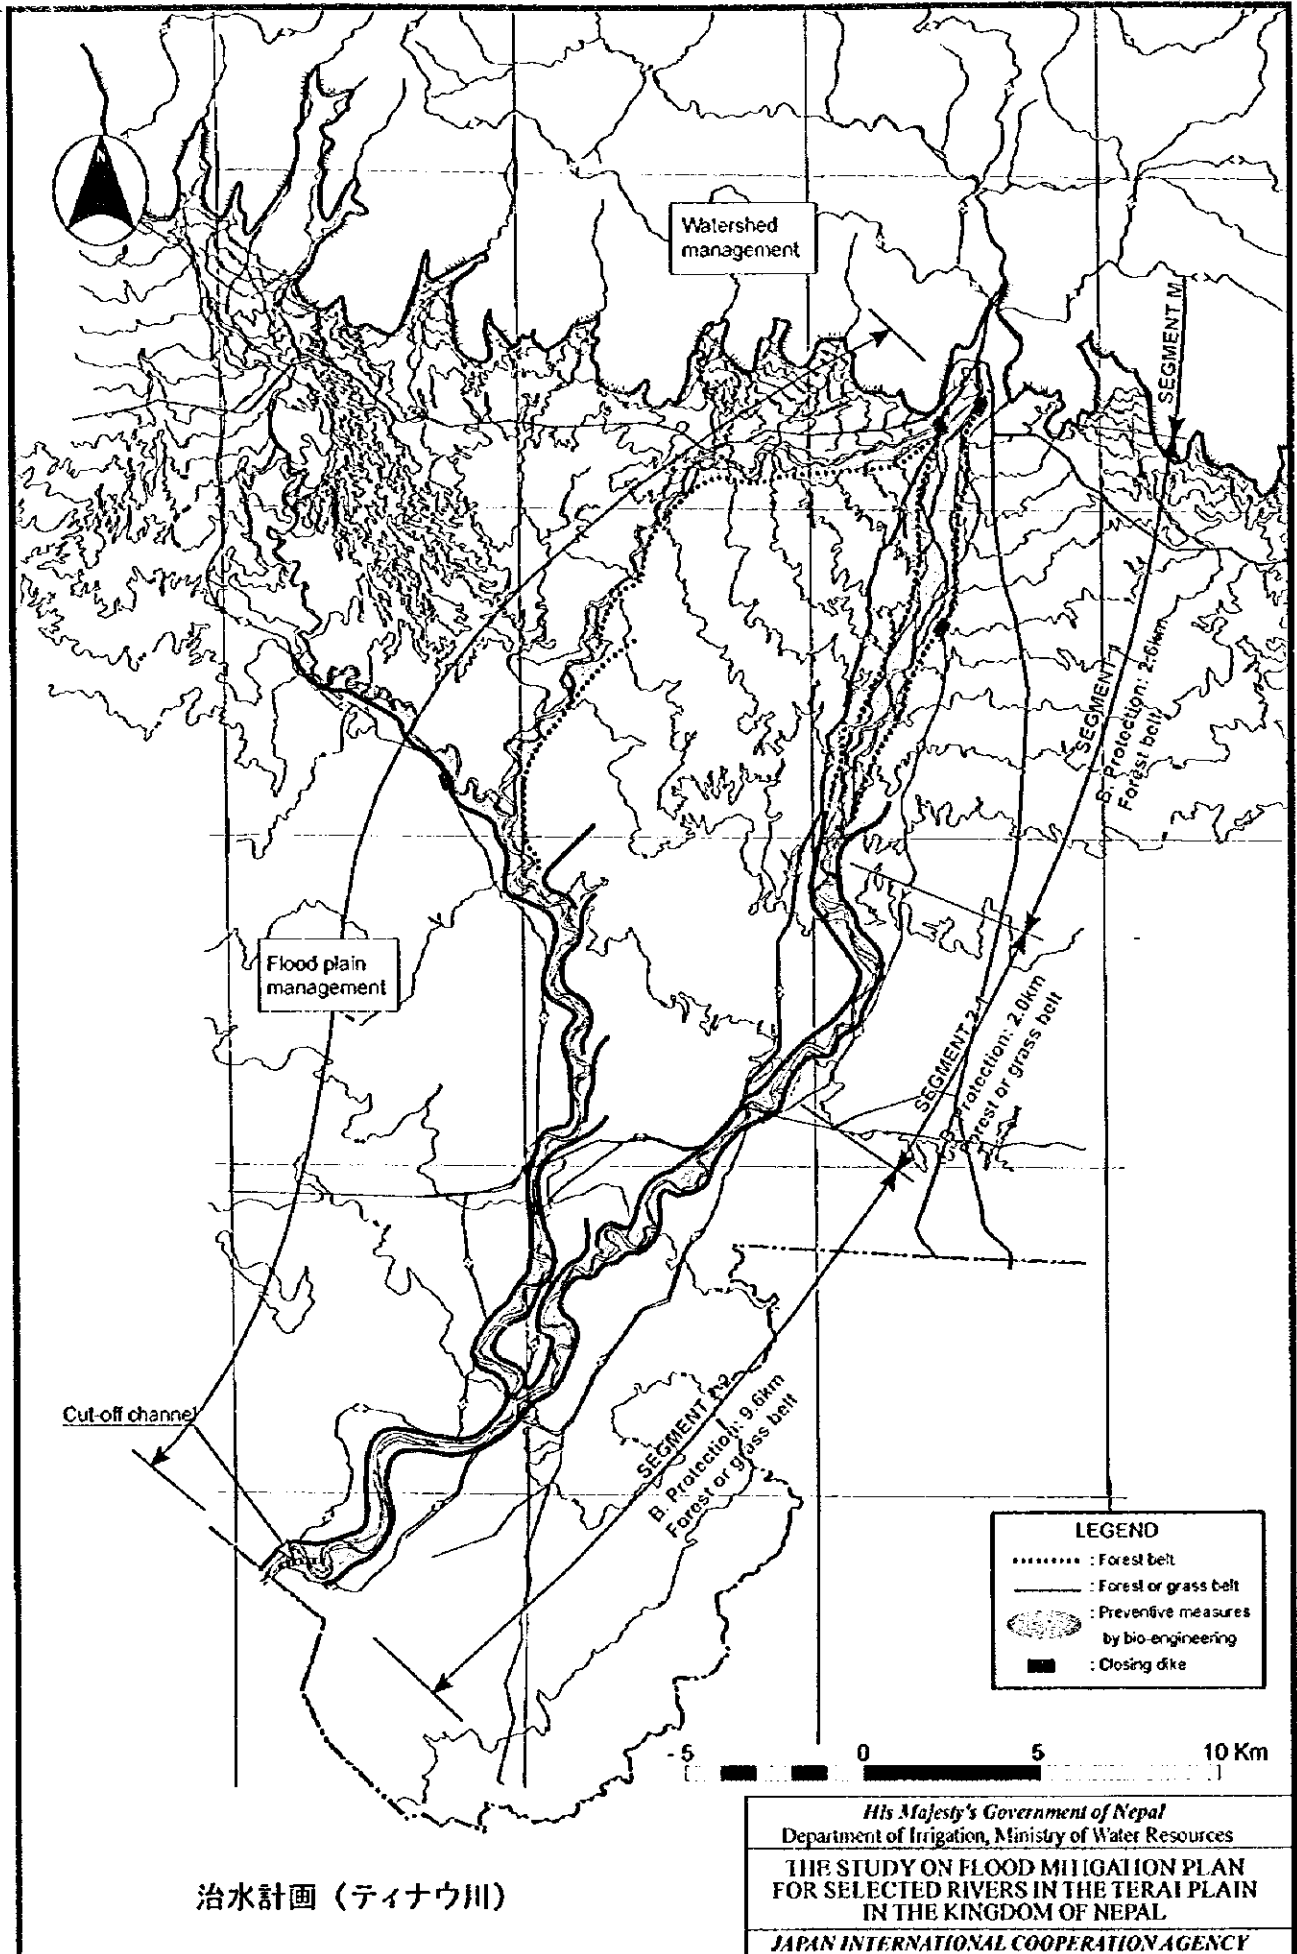 N
Watershed
management
SEGMENT M
SEGMENT 1
B. Protection: 2.6km
Forest belt
Flood plain
management
SEGMENT 2-1
B. Protection: 2.0km
Forest or grass belt
Cut-off channel
SEGMENT 2-2
B. Protection: 9.6km
Forest or grass belt
LEGEND
: Forest belt
: Forest or grass belt
: Preventive measures
by bio-engineering
: Closing dike
- 5 0 5 10 Km
His Majesty's Government of Nepal
Department of Irrigation, Ministry of Water Resources
THE STUDY ON FLOOD MITIGATION PLAN
FOR SELECTED RIVERS IN THE TERAI PLAIN
IN THE KINGDOM OF NEPAL
JAPAN INTERNATIONAL COOPERATION AGENCY
治水計画（ティナウ川）